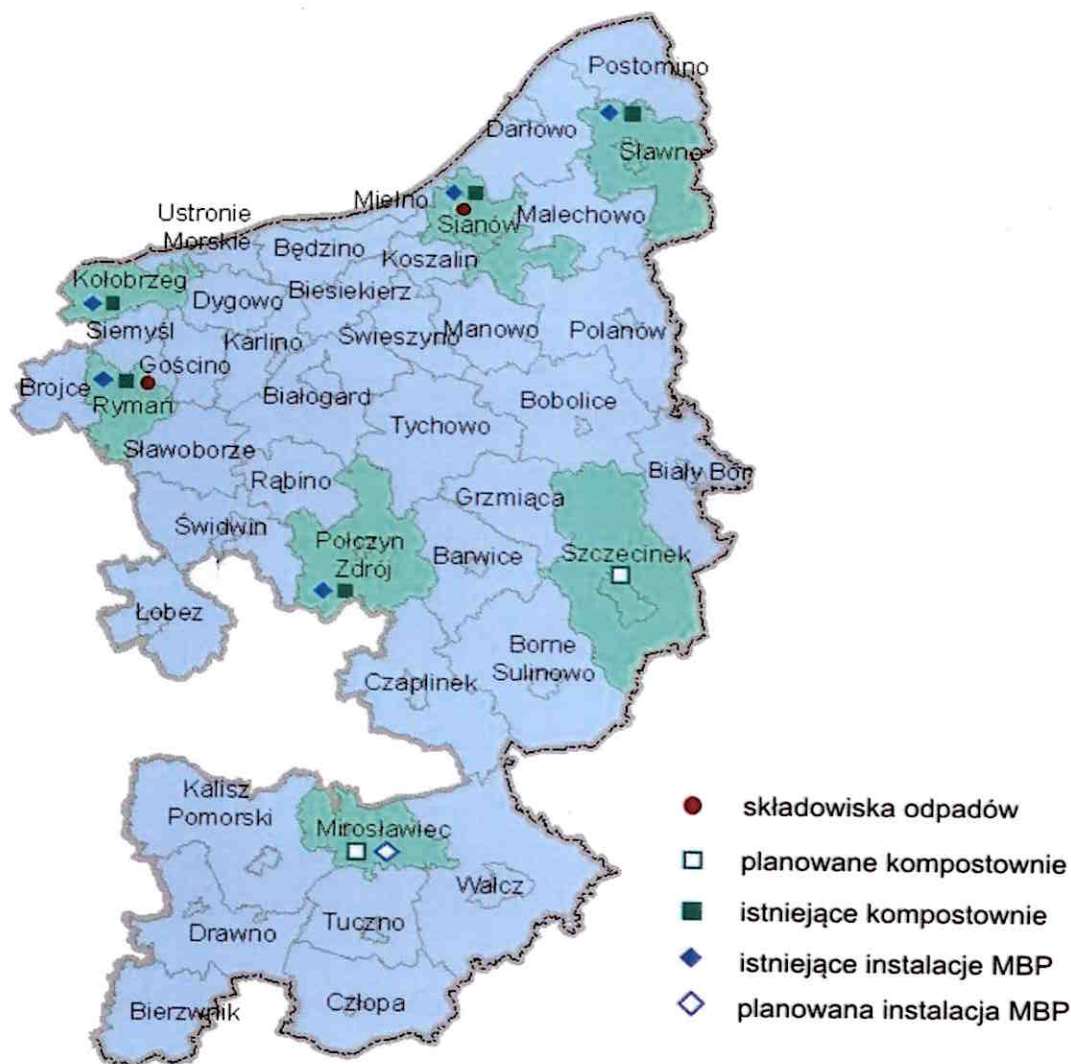 Postomino
Darłowo
Sławno
Mielno
Sianów
Malechowo
Ustronie
Morskie
Będzino
Koszalin
Kołobrzeg
Dygowo
Biesiekierz
Siemyśl
Karlino
Świeszyno
Manowo
Polanów
Gościno
Brojce
Rymań
Białogard
Tychowo
Bobolice
Sławoborze
Rąbino
Grzmiąca
Biały Bór
Świdwin
Połczyn
Zdrój
Barwice
Szczecinek
Łobez
Borne
Sulinowo
Czaplinek
Kalisz
Pomorski
Mirosławiec
Wałcz
Tuczno
Drawno
Człopa
Bierzwnik
składowiska odpadów
planowane kompostownie
istniejące kompostownie
istniejące instalacje MBP
planowana instalacja MBP